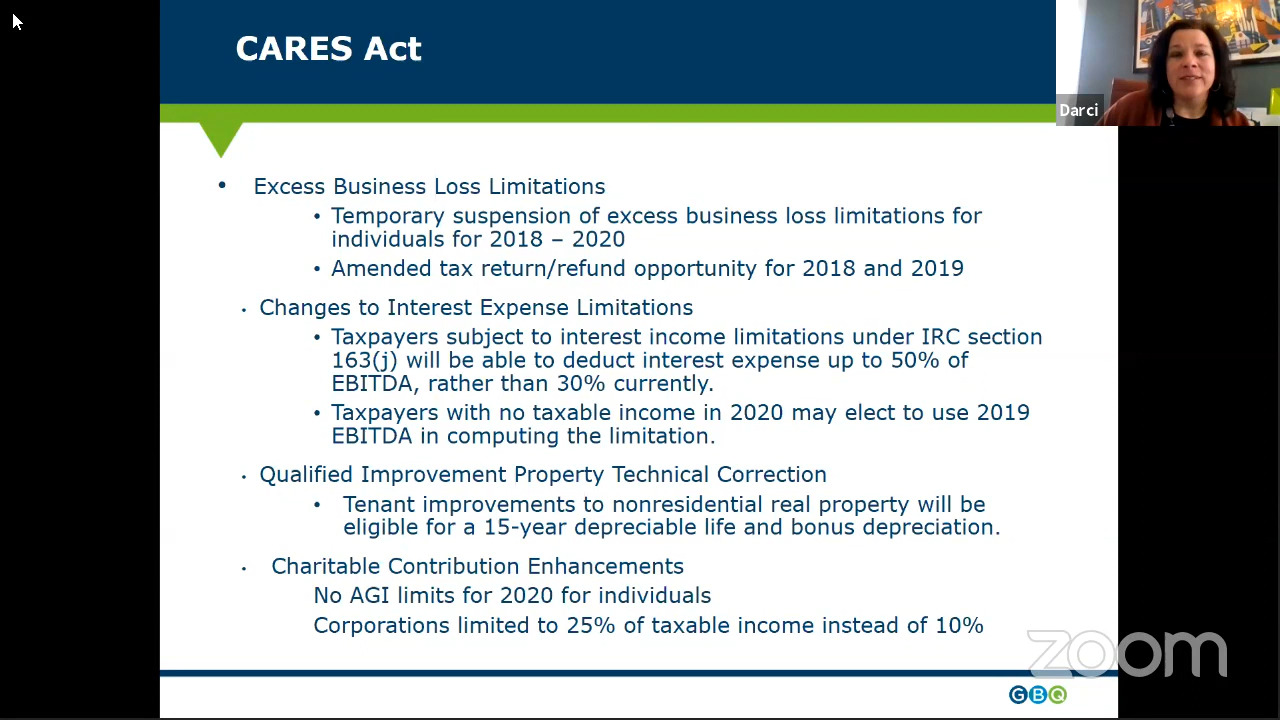 CARES Act
Darci
• Excess Business Loss Limitations
• Temporary suspension of excess business loss limitations for
individuals for 2018 – 2020
• Amended tax return/refund opportunity for 2018 and 2019
• Changes to Interest Expense Limitations
• Taxpayers subject to interest income limitations under IRC section
163(j) will be able to deduct interest expense up to 50% of
EBITDA, rather than 30% currently.
• Taxpayers with no taxable income in 2020 may elect to use 2019
EBITDA in computing the limitation.
• Qualified Improvement Property Technical Correction
• Tenant improvements to nonresidential real property will be
eligible for a 15-year depreciable life and bonus depreciation.
• Charitable Contribution Enhancements
No AGI limits for 2020 for individuals
Corporations limited to 25% of taxable income instead of 10%
zoom
GBQ